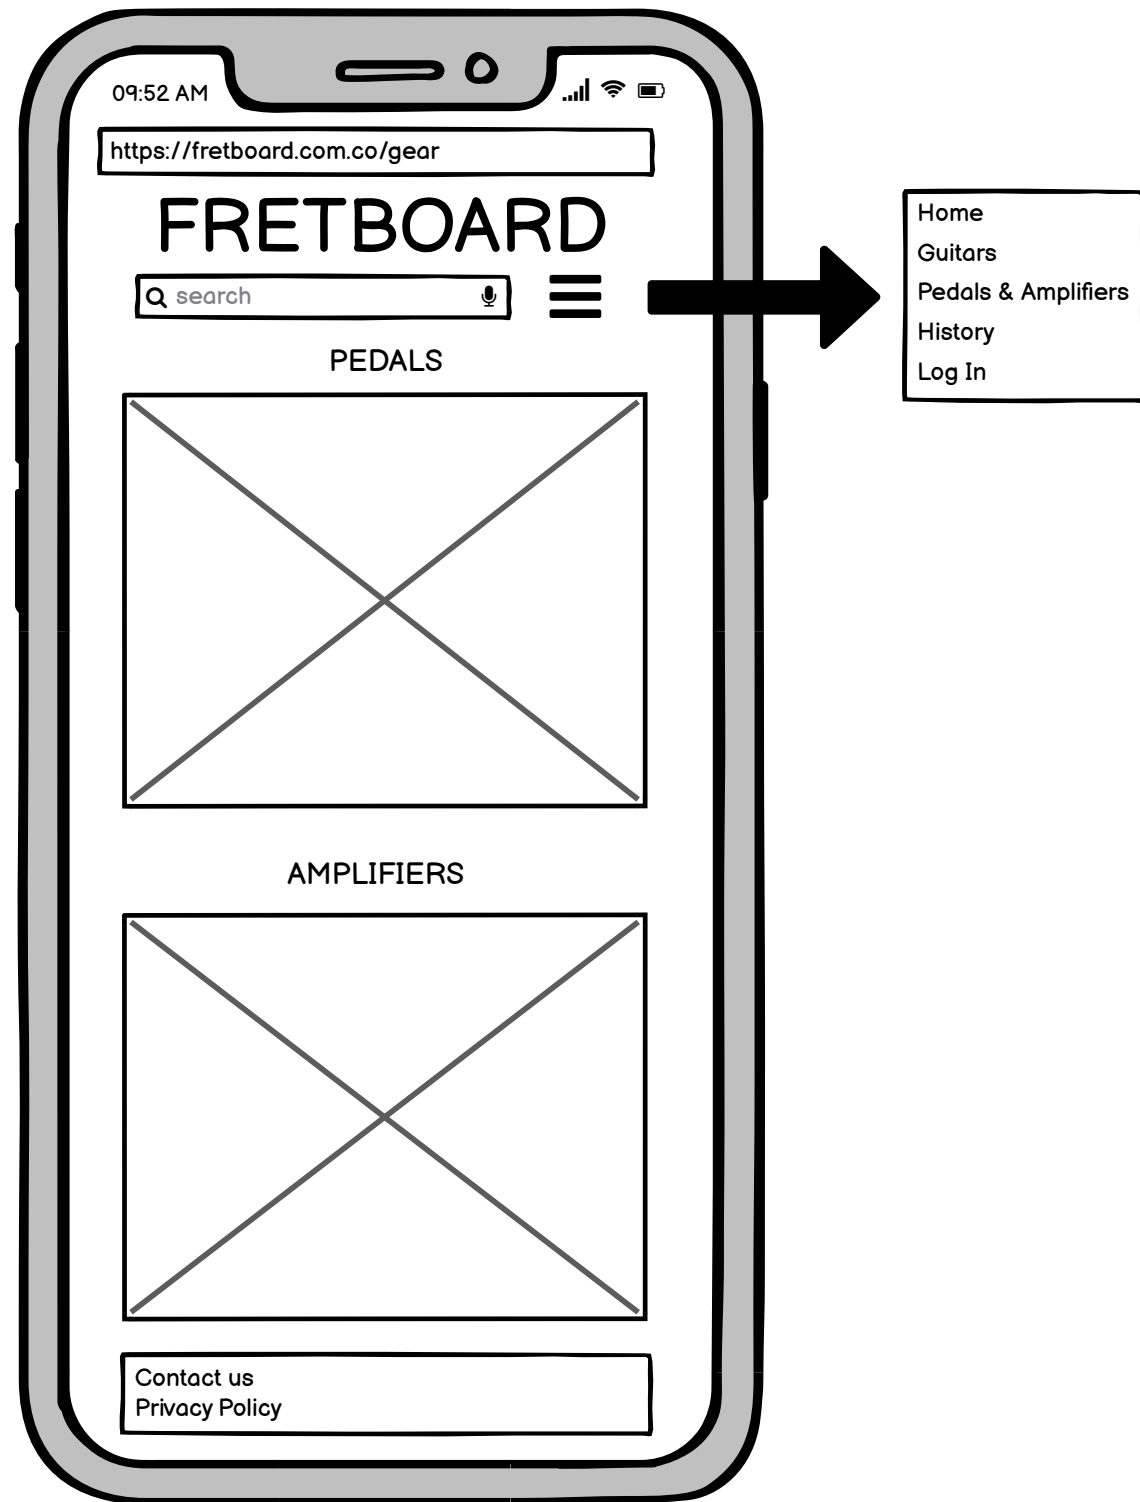 09:52 AM
https://fretboard.com.co/gear
FRETBOARD
search
PEDALS
AMPLIFIERS
Contact us
Privacy Policy
Home
Guitars
Pedals & Amplifiers
History
Log In